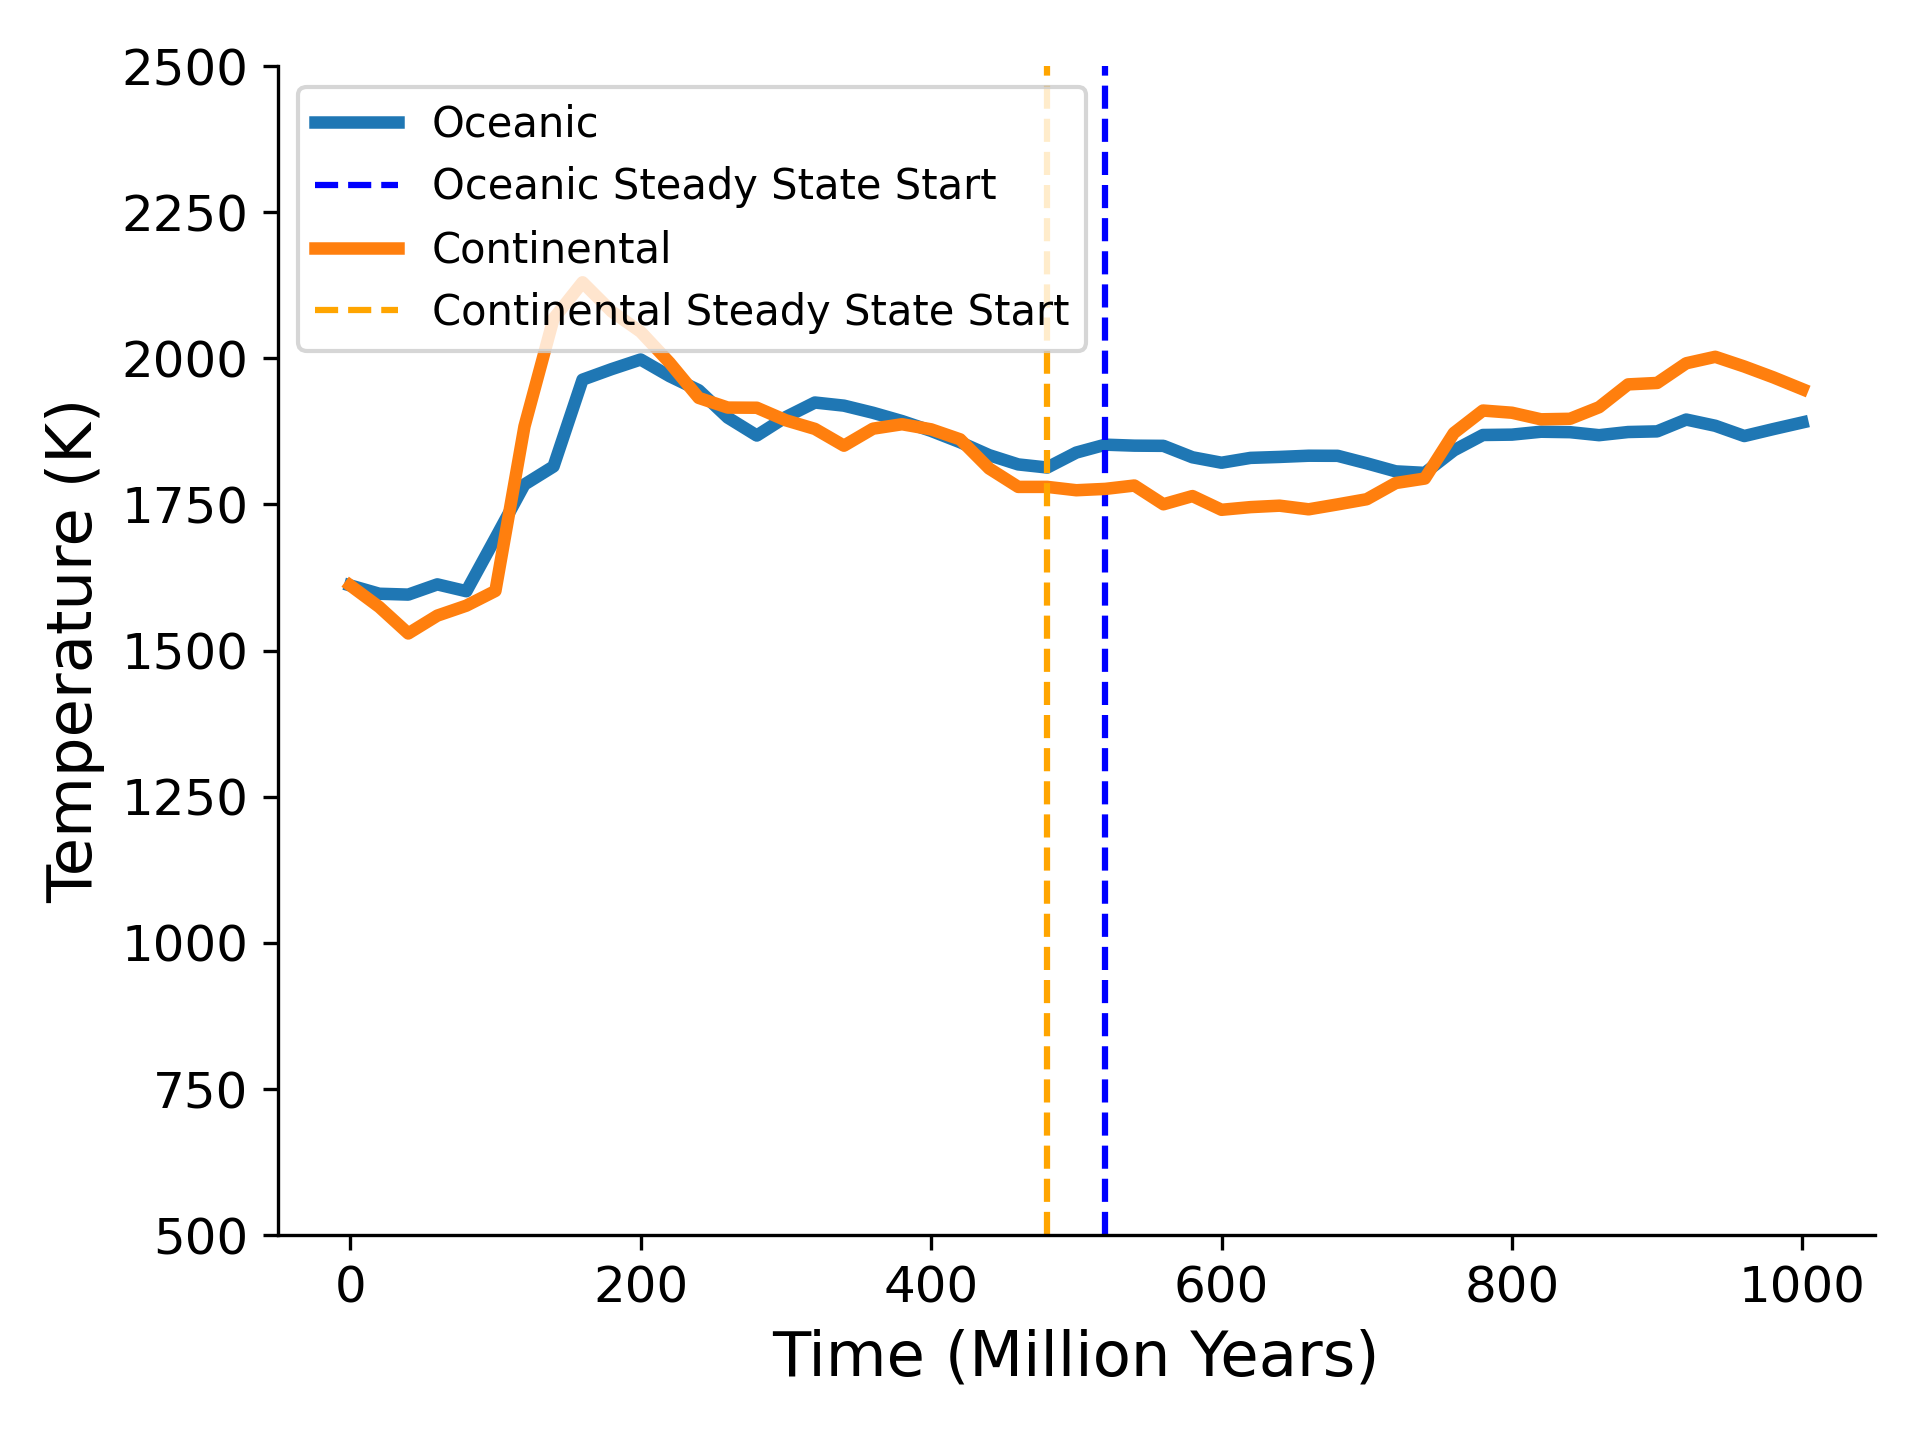 2500
2250
2000
1750
1500
1250
1000
750
500
Temperature (K)
Oceanic
Oceanic Steady State Start
Continental
Continental Steady State Start
0 200 400 600 800 1000
Time (Million Years)